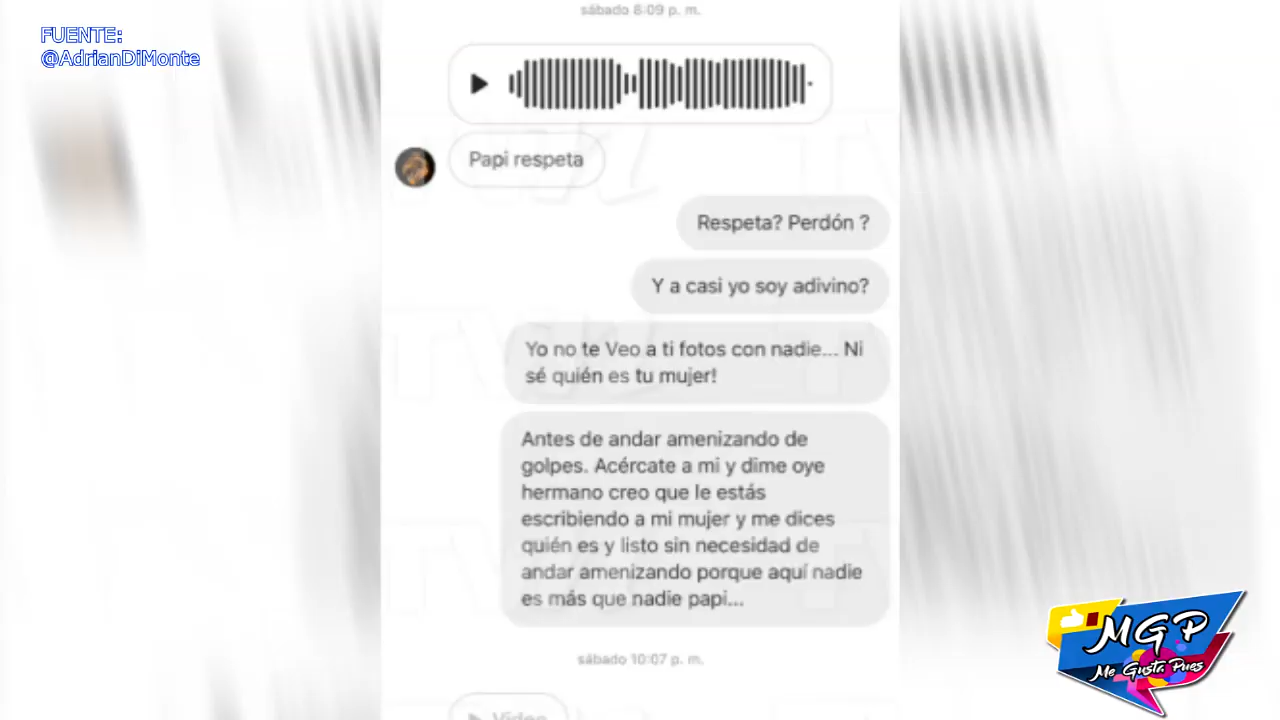 FUENTE:
@AdrianDiMonte
sábado 8:09 p. m.
Papi respeta
Respeta? Perdón ?
Y a casi yo soy adivino?
Yo no te Veo a ti fotos con nadie... Ni
sé quién es tu mujer!
Antes de andar amenizando de
golpes. Acércate a mi y dime oye
hermano creo que le estás
escribiendo a mi mujer y me dices
quién es y listo sin necesidad de
andar amenizando porque aquí nadie
es más que nadie papi...
sábado 10:07 p. m.
Video
MGP
Me Gusta Pues